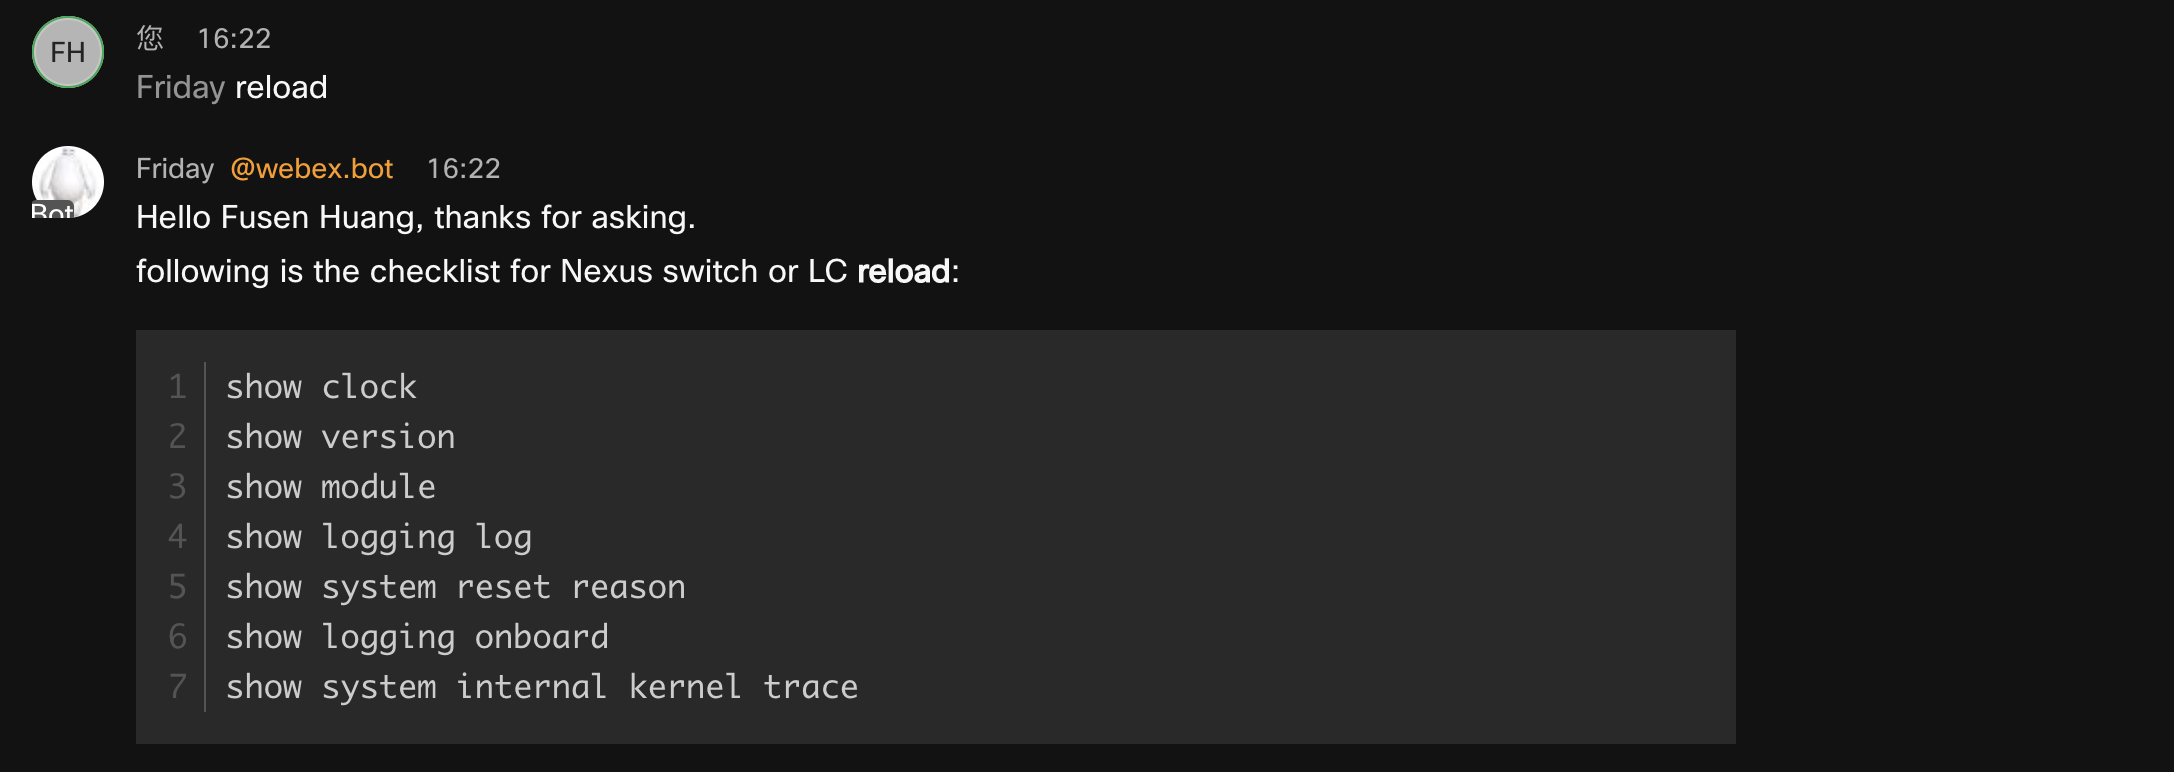 FH
您 16:22
Friday reload
Bot
Friday @webex.bot 16:22
Hello Fusen Huang, thanks for asking.
following is the checklist for Nexus switch or LC reload:
1 show clock
2 show version
3 show module
4 show logging log
5 show system reset reason
6 show logging onboard
7 show system internal kernel trace